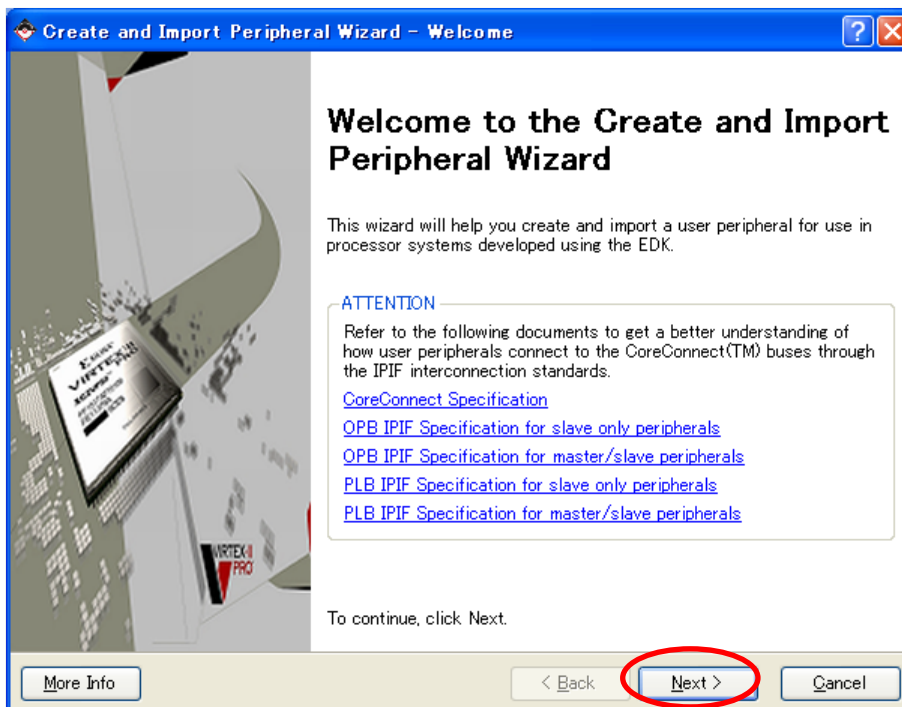 Create and Import Peripheral Wizard - Welcome
Welcome to the Create and Import
Peripheral Wizard
This wizard will help you create and import a user peripheral for use in
processor systems developed using the EDK.
ATTENTION
Refer to the following documents to get a better understanding of
how user peripherals connect to the CoreConnect(TM) buses through
the IPIF interconnection standards.
CoreConnect Specification
OPB IPIF Specification for slave only peripherals
OPB IPIF Specification for master/slave peripherals
PLB IPIF Specification for slave only peripherals
PLB IPIF Specification for master/slave peripherals
VIRTEX-II
PRO
To continue, click Next.
More Info
< Back
Next >
Cancel